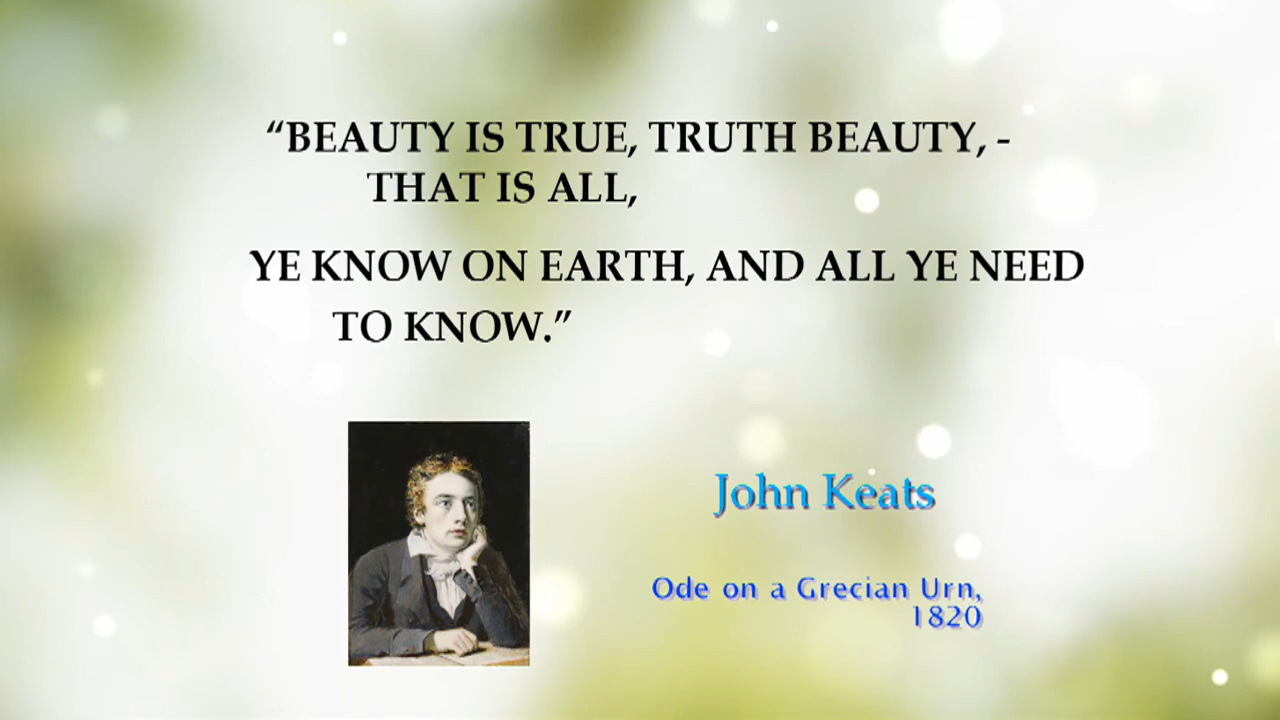 “BEAUTY IS TRUE, TRUTH BEAUTY, -
THAT IS ALL,
YE KNOW ON EARTH, AND ALL YE NEED
TO KNOW.”
John Keats
Ode on a Grecian Urn,
1820